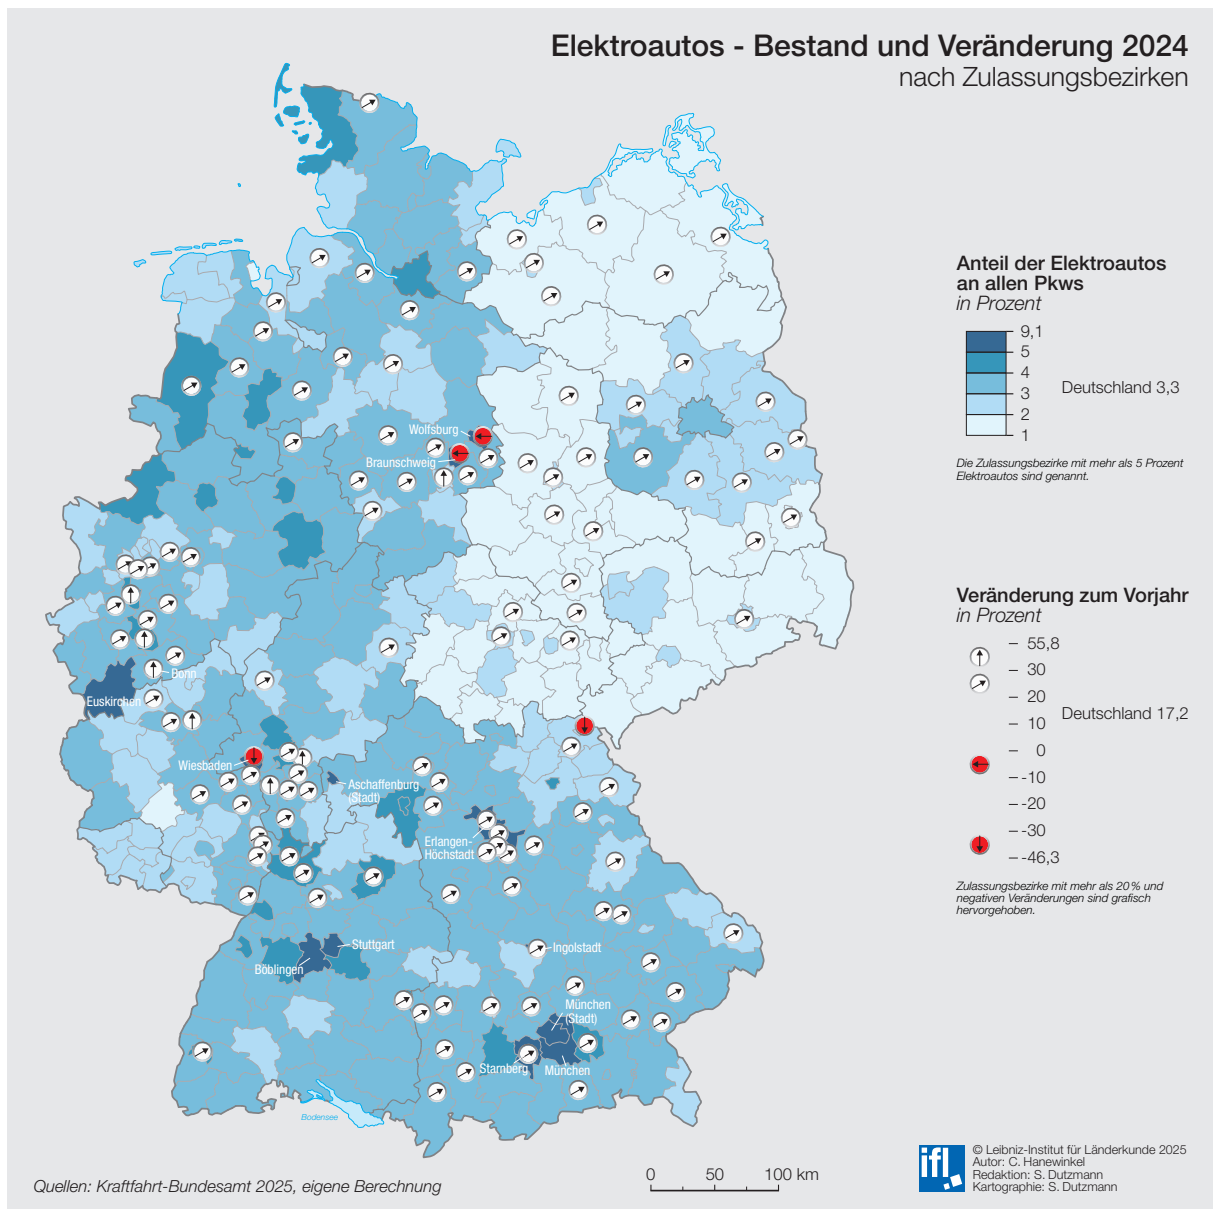 Elektroautos - Bestand und Veränderung 2024
nach Zulassungsbezirken
Anteil der Elektroautos
an allen Pkws
in Prozent
9,1
5
4
3
2
1
Deutschland 3,3
Die Zulassungsbezirke mit mehr als 5 Prozent
Elektroautos sind genannt.
Veränderung zum Vorjahr
in Prozent
55,8
30
20
10
0
-10
-20
-30
-46,3
Deutschland 17,2
Zulassungsbezirke mit mehr als 20% und
negativen Veränderungen sind grafisch
hervorgehoben.
Wolfsburg
Braunschweig
Bonn
Euskirchen
Wiesbaden
Aschaffenburg
(Stadt)
Erlangen-
Höchstadt
Stuttgart
Böblingen
Ingolstadt
München
(Stadt)
Starnberg
München
Bodensee
Quellen: Kraftfahrt-Bundesamt 2025, eigene Berechnung
0 50 100 km
ifl
© Leibniz-Institut für Länderkunde 2025
Autor: C. Hanewinkel
Redaktion: S. Dutzmann
Kartographie: S. Dutzmann